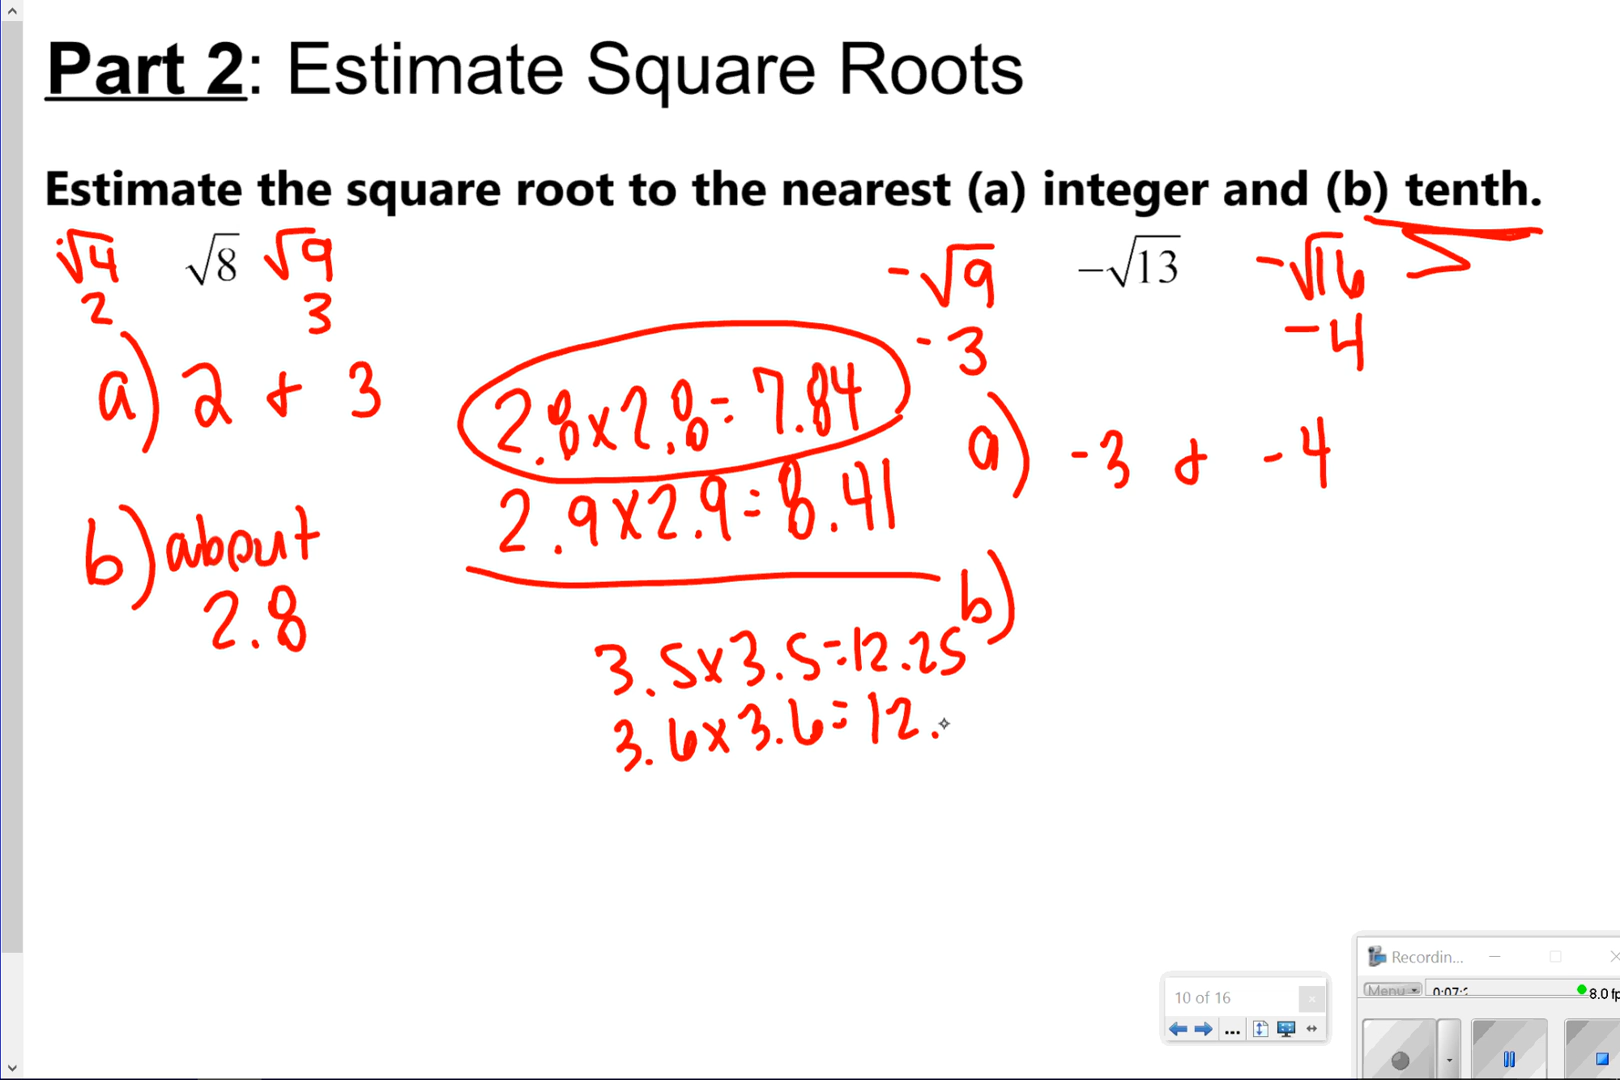 Part 2: Estimate Square Roots
Estimate the square root to the nearest (a) integer and (b) tenth.
√4 √8 √9
2 3
a) 2 + 3
2.8x2.8=7.84
2.9x2.9=8.41
b) about
2.8
-√9 -√13 -√16
-3 -4
a) -3 + -4
b)
3.5x3.5=12.25
3.6x3.6=12.
10 of 16
Recordin...
Menu
8.0